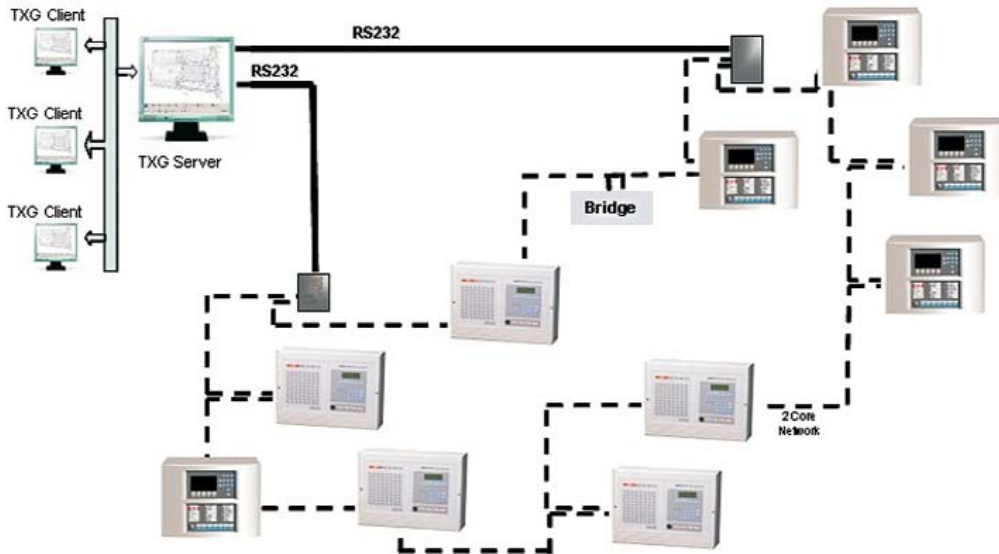 TXG Client
RS232
RS232
TXG Client
TXG Server
TXG Client
Bridge
2 Core
Network